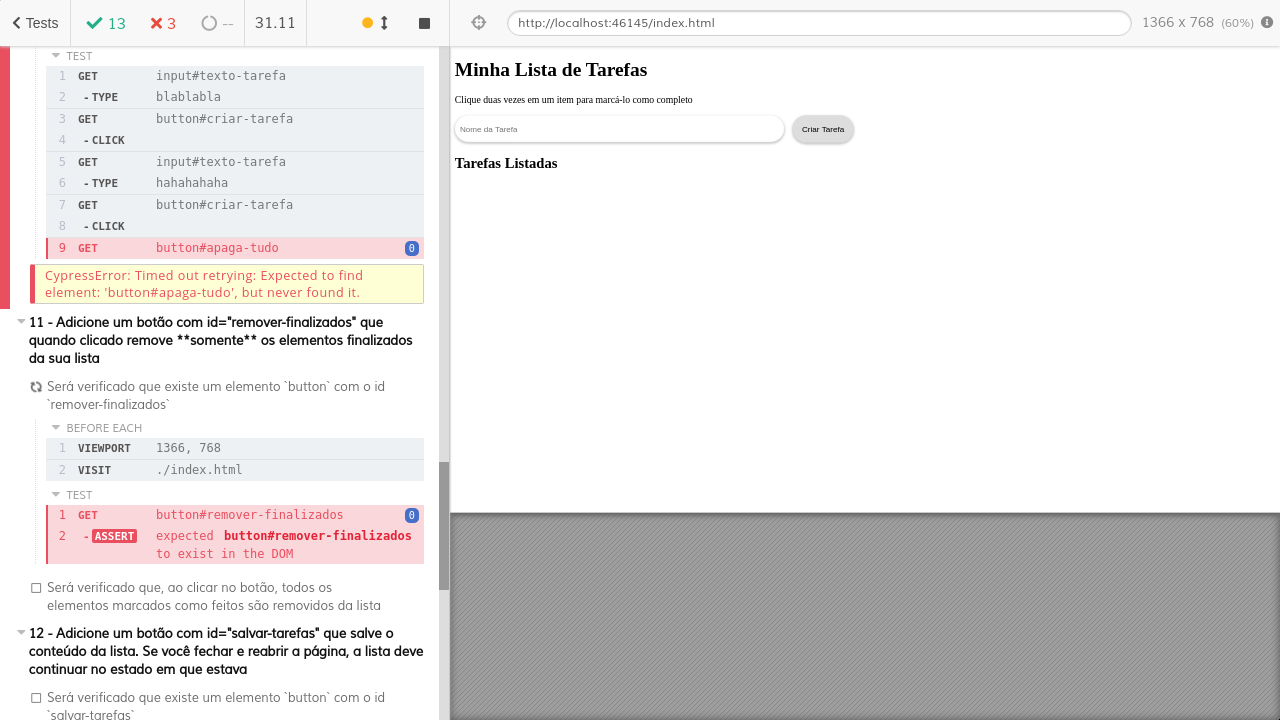 Tests
13
3
--
31.11
http://localhost:46145/index.html
1366 x 768 (60%)
TEST
1 GET input#texto-tarefa
2 -TYPE blablabla
3 GET button#criar-tarefa
4 -CLICK
5 GET input#texto-tarefa
6 -TYPE hahahahaha
7 GET button#criar-tarefa
8 -CLICK
9 GET button#apaga-tudo 0
CypressError: Timed out retrying: Expected to find
element: 'button#apaga-tudo', but never found it.
11 - Adicione um botão com id="remover-finalizados" que
quando clicado remove **somente** os elementos finalizados
da sua lista
Será verificado que existe um elemento `button` com o id
`remover-finalizados`
BEFORE EACH
1 VIEWPORT 1366, 768
2 VISIT ./index.html
TEST
1 GET button#remover-finalizados 0
2 -ASSERT expected button#remover-finalizados
to exist in the DOM
Será verificado que, ao clicar no botão, todos os
elementos marcados como feitos são removidos da lista
12 - Adicione um botão com id="salvar-tarefas" que salve o
conteúdo da lista. Se você fechar e reabrir a página, a lista deve
continuar no estado em que estava
Será verificado que existe um elemento `button` com o id
`salvar-tarefas`
Minha Lista de Tarefas
Clique duas vezes em um item para marcá-lo como completo
Nome da Tarefa
Criar Tarefa
Tarefas Listadas